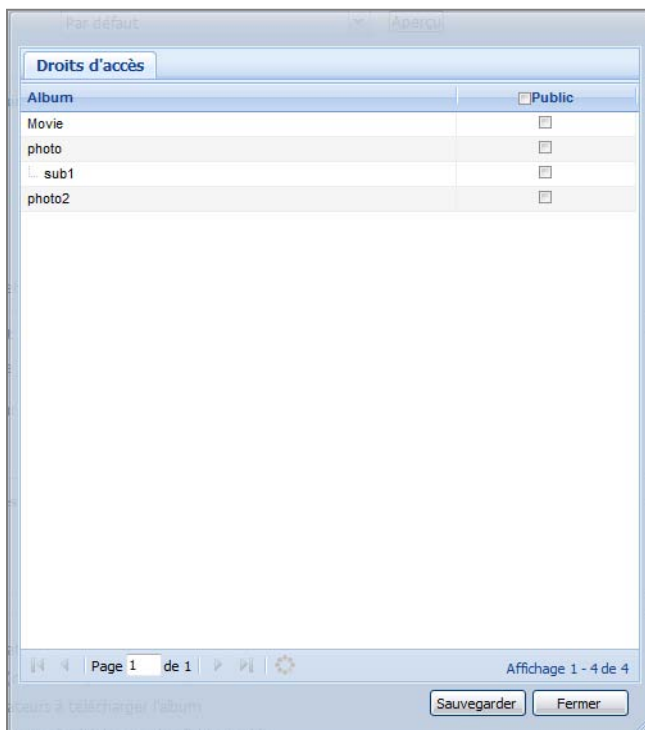 Par défaut Aperçu
Droits d'accès
Album Public
Movie
photo
sub1
photo2
Page 1 de 1 Affichage 1 - 4 de 4
Sauvegarder Fermer
à télécharger l'album